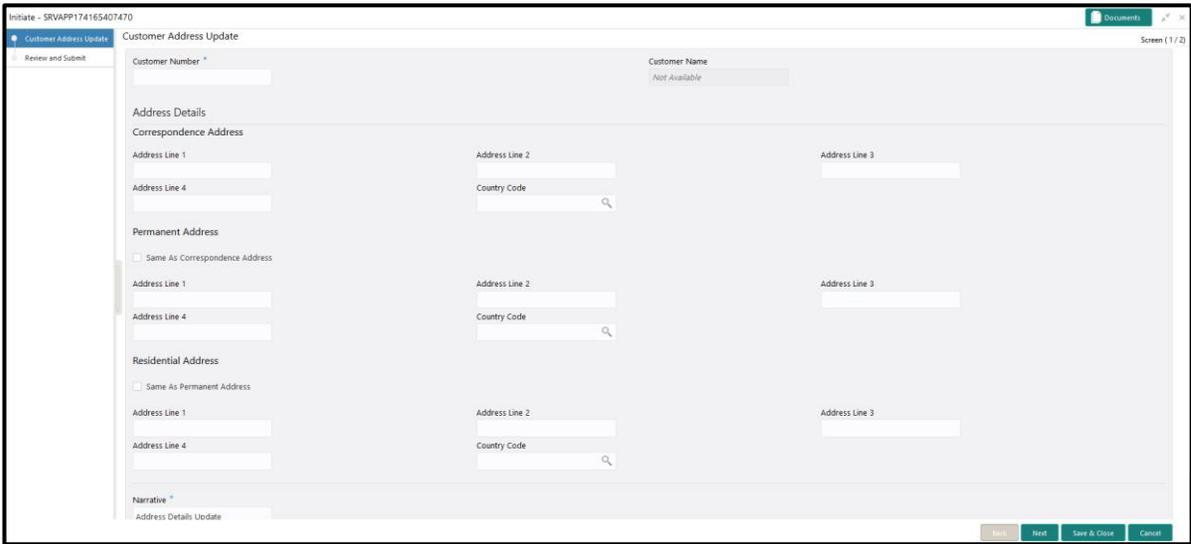 Initiate - SRVAPP174165407470
Documents
Customer Address Update
Review and Submit
Customer Address Update
Screen ( 1 / 2)
Customer Number *
Customer Name
Not Available
Address Details
Correspondence Address
Address Line 1
Address Line 2
Address Line 3
Address Line 4
Country Code
Permanent Address
Same As Correspondence Address
Address Line 1
Address Line 2
Address Line 3
Address Line 4
Country Code
Residential Address
Same As Permanent Address
Address Line 1
Address Line 2
Address Line 3
Address Line 4
Country Code
Narrative *
Address Details Update
Back
Next
Save & Close
Cancel